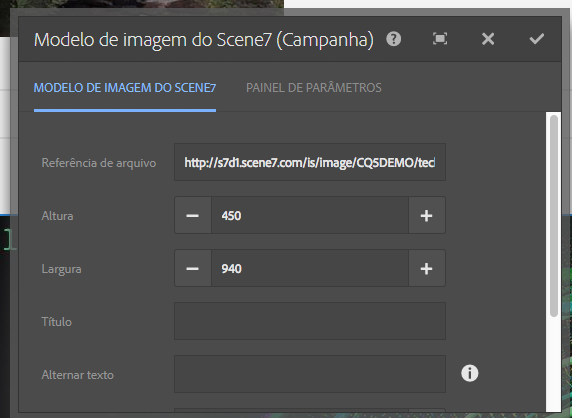 Modelo de imagem do Scene7 (Campanha)
MODELO DE IMAGEM DO SCENE7 PAINEL DE PARÂMETROS
Referência de arquivo http://s7d1.scene7.com/is/image/CQ5DEMO/tec
Altura 450
Largura 940
Título
Alternar texto